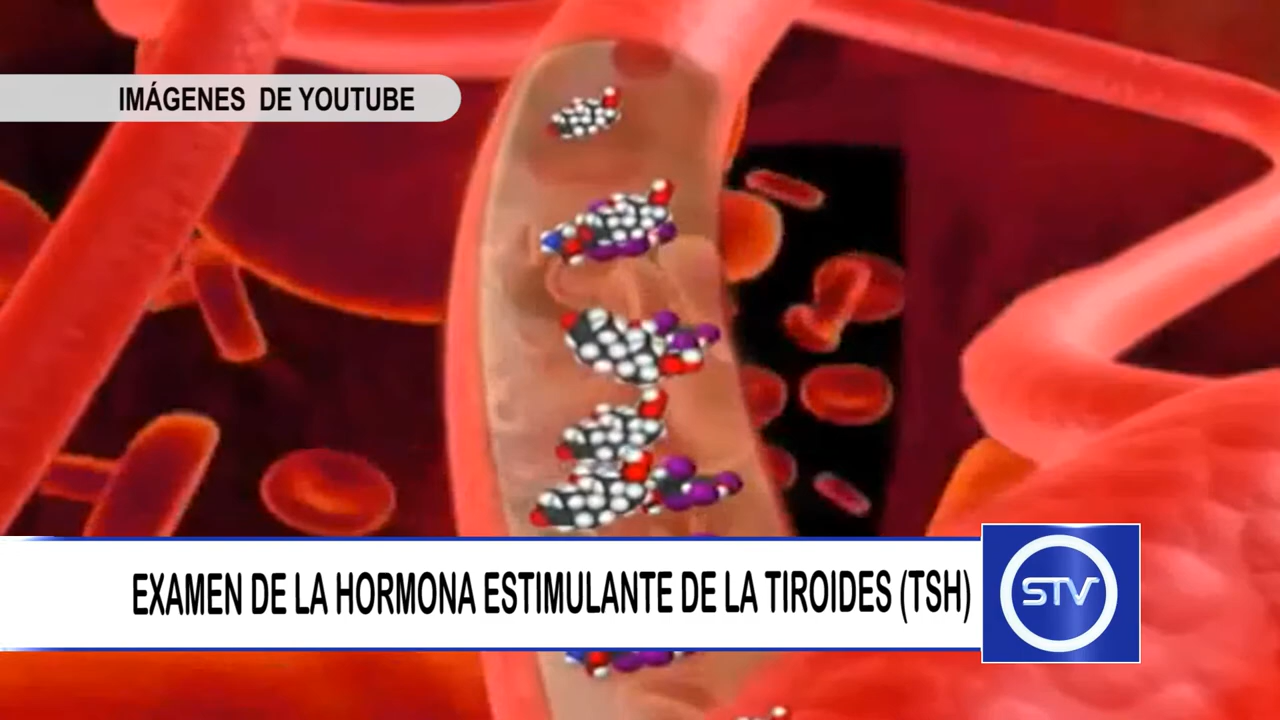 IMÁGENES DE YOUTUBE
EXAMEN DE LA HORMONA ESTIMULANTE DE LA TIROIDES (TSH)
STV